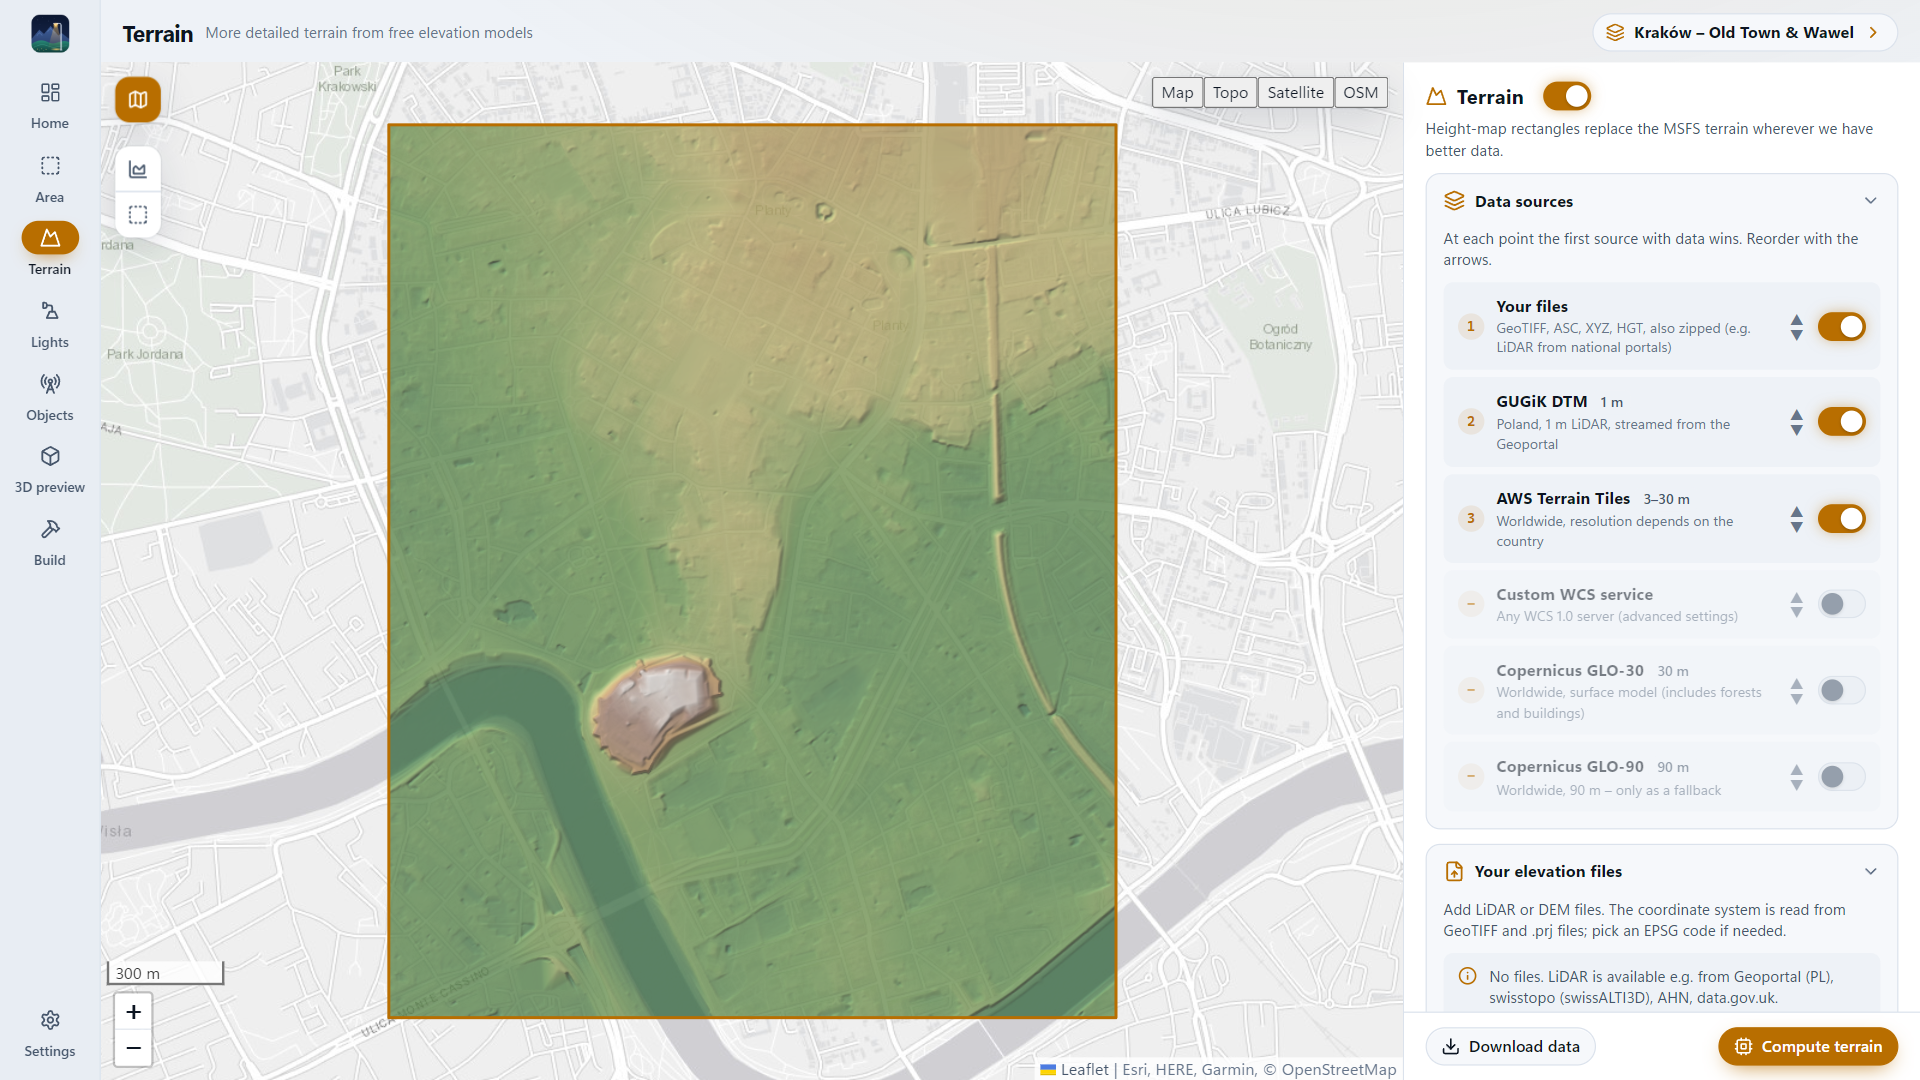 Terrain
More detailed terrain from free elevation models
Kraków – Old Town & Wawel
Home
Area
Terrain
Lights
Objects
3D preview
Build
Settings
Park
Krakowski
Map
Topo
Satellite
OSM
ULICA LUBICZ
Planty
Planty
Park Jordana
Ogród
Botaniczny
300 m
+
−
Leaflet | Esri, HERE, Garmin, © OpenStreetMap
Terrain
Height-map rectangles replace the MSFS terrain wherever we have
better data.
Data sources
At each point the first source with data wins. Reorder with the
arrows.
1
Your files
GeoTIFF, ASC, XYZ, HGT, also zipped (e.g.
LiDAR from national portals)
2
GUGiK DTM 1 m
Poland, 1 m LiDAR, streamed from the
Geoportal
3
AWS Terrain Tiles 3–30 m
Worldwide, resolution depends on the
country
–
Custom WCS service
Any WCS 1.0 server (advanced settings)
–
Copernicus GLO-30 30 m
Worldwide, surface model (includes forests
and buildings)
–
Copernicus GLO-90 90 m
Worldwide, 90 m – only as a fallback
Your elevation files
Add LiDAR or DEM files. The coordinate system is read from
GeoTIFF and .prj files; pick an EPSG code if needed.
No files. LiDAR is available e.g. from Geoportal (PL),
swisstopo (swissALTI3D), AHN, data.gov.uk.
Download data
Compute terrain